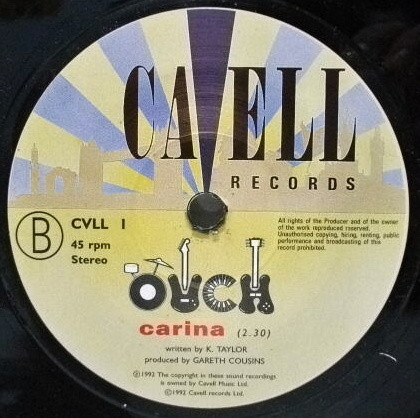 CAVELL
RECORDS
B
CVLL 1
45 rpm
Stereo
All rights of the Producer and of the owner
of the work reproduced reserved.
Unauthorised copying, hiring, renting, public
performance and broadcasting of this
record prohibited.
OUCH
carina (2.30)
written by K. TAYLOR
produced by GARETH COUSINS
℗1992 The copyright in these sound recordings
is owned by Cavell Music Ltd.
©1992 Cavell records Ltd.